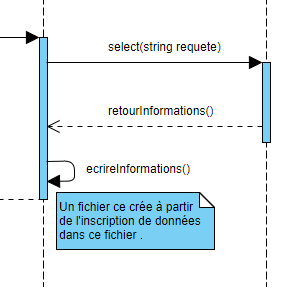 select(string requete)
retourInformations()
ecrireInformations()
Un fichier ce crée à partir
de l'inscription de données
dans ce fichier .